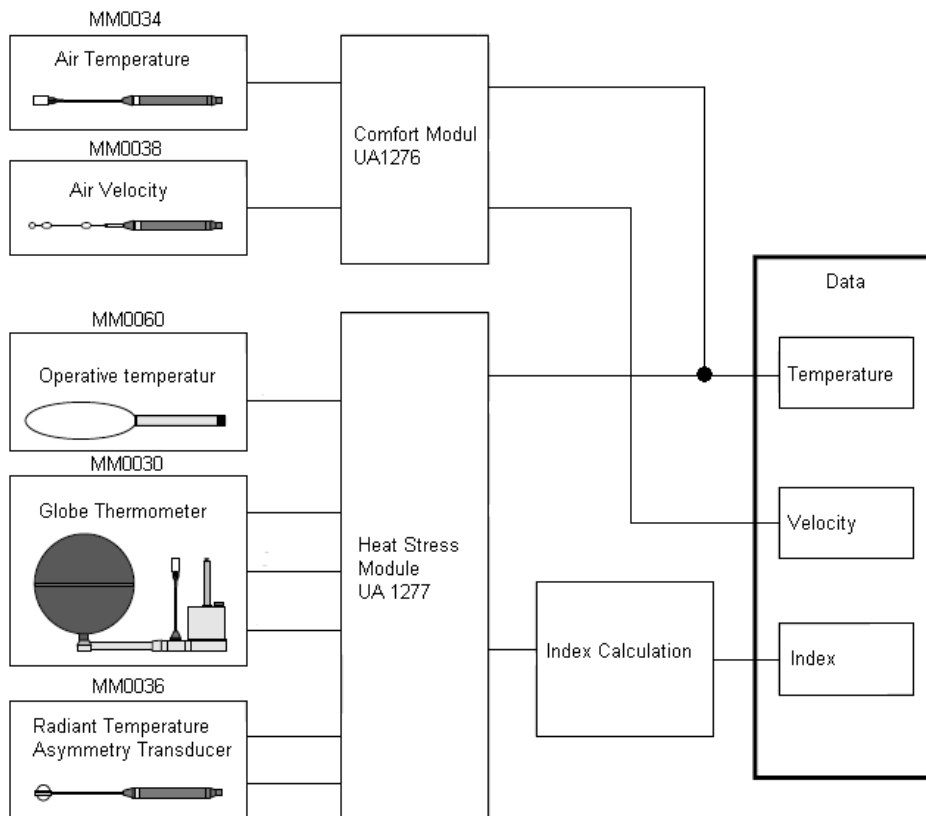 MM0034
Air Temperature
MM0038
Air Velocity
Comfort Modul
UA1276
MM0060
Operative temperatur
MM0030
Globe Thermometer
MM0036
Radiant Temperature
Asymmetry Transducer
Heat Stress
Module
UA 1277
Index Calculation
Data
Temperature
Velocity
Index